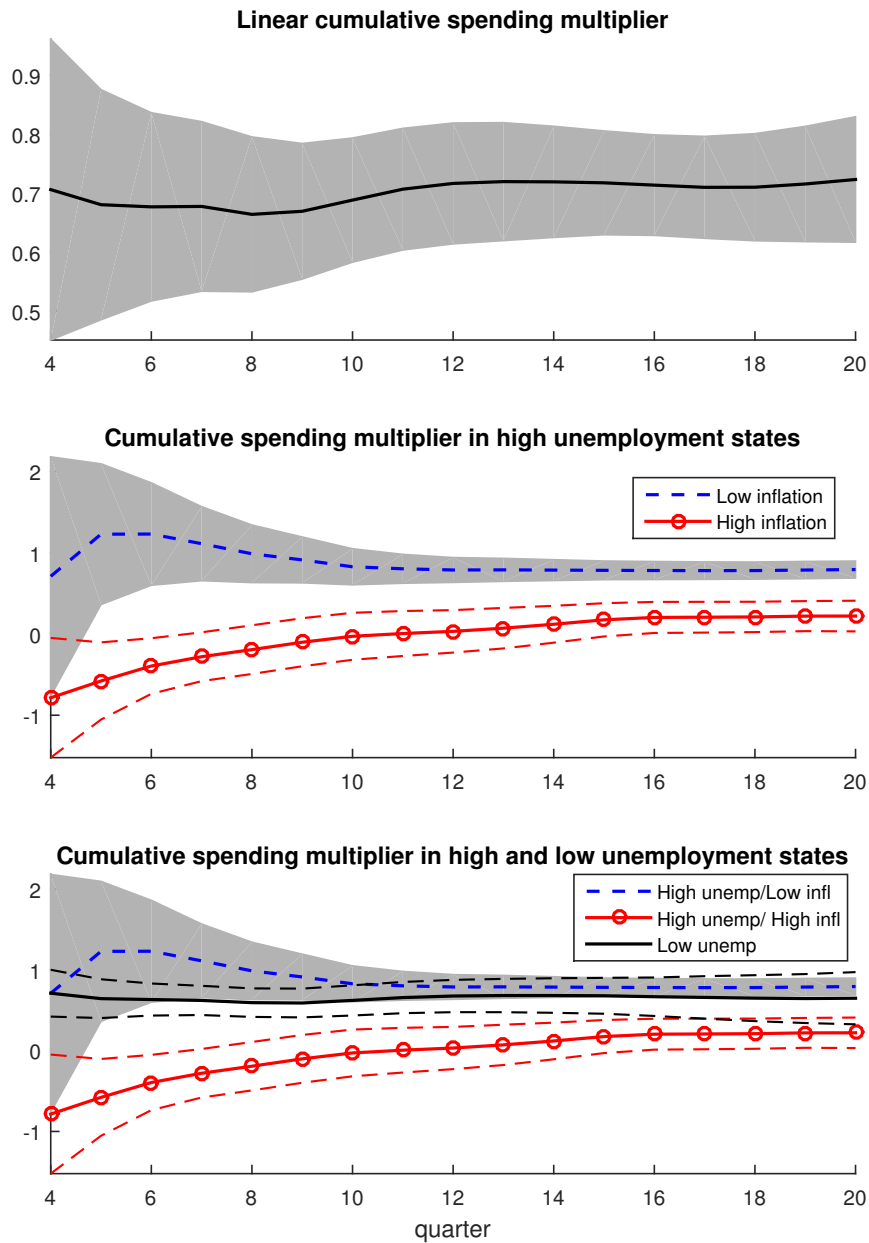 Linear cumulative spending multiplier
0.9
0.8
0.7
0.6
0.5
4 6 8 10 12 14 16 18 20
Cumulative spending multiplier in high unemployment states
2
Low inflation
High inflation
1
0
-1
4 6 8 10 12 14 16 18 20
Cumulative spending multiplier in high and low unemployment states
2
High unemp/Low infl
High unemp/ High infl
Low unemp
1
0
-1
4 6 8 10 12 14 16 18 20
quarter